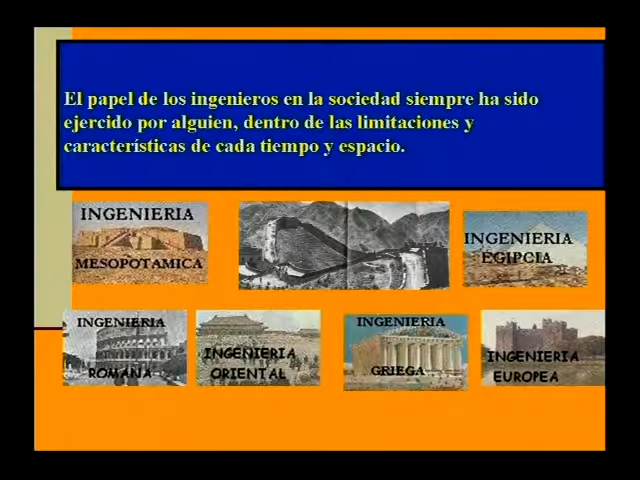 El papel de los ingenieros en la sociedad siempre ha sido
ejercido por alguien, dentro de las limitaciones y
características de cada tiempo y espacio.
INGENIERIA
MESOPOTAMICA
INGENIERIA
EGIPCIA
INGENIERIA
ROMANA
INGENIERIA
ORIENTAL
INGENIERIA
GRIEGA
INGENIERIA
EUROPEA